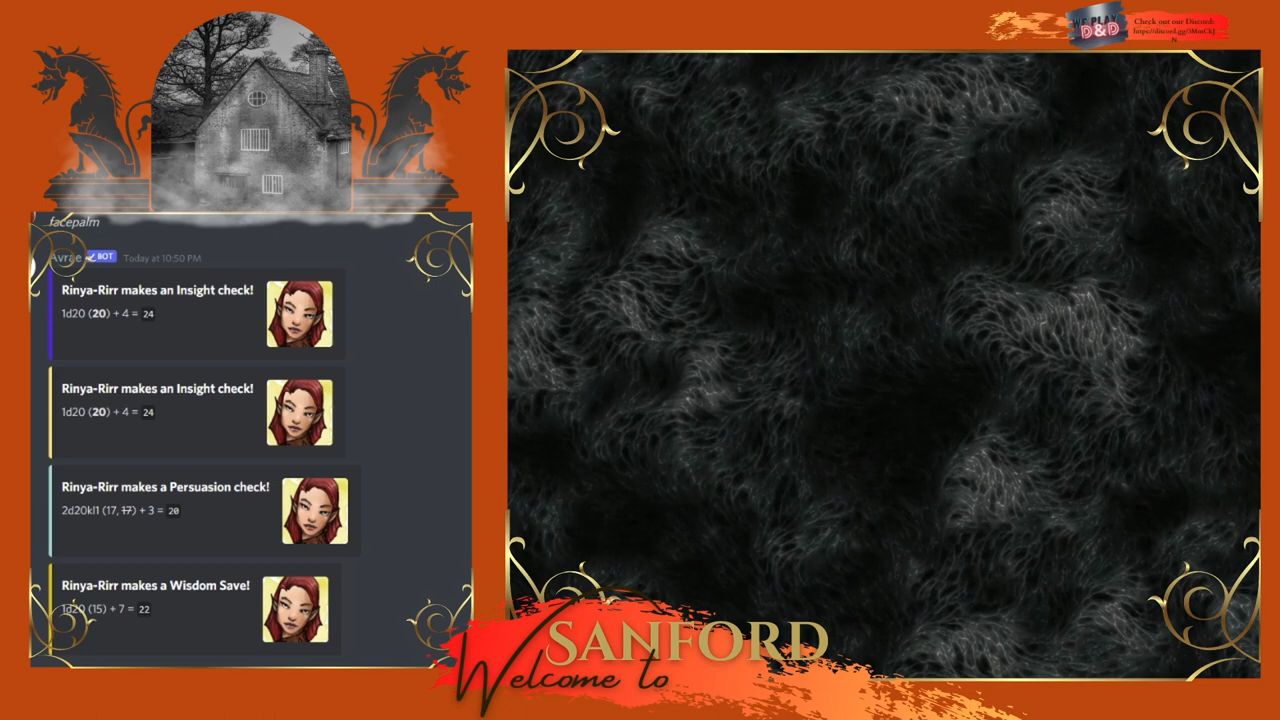 WE PLAY
D&D
Check out our Discord:
facepalm
Avrae BOT Today at 10:50 PM
Rinya-Rirr makes an Insight check!
1d20 (20) + 4 = 24
Rinya-Rirr makes an Insight check!
1d20 (20) + 4 = 24
Rinya-Rirr makes a Persuasion check!
2d20kl1 (17, 17) + 3 = 20
Rinya-Rirr makes a Wisdom Save!
1d20 (15) + 7 = 22
SANFORD
Welcome to